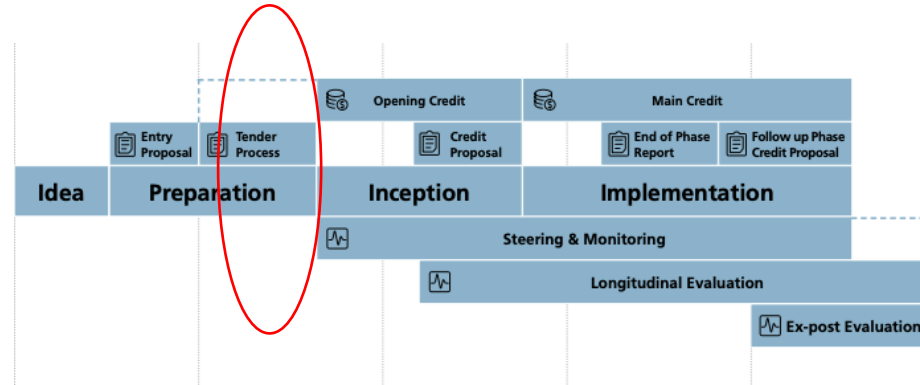 Opening Credit
Main Credit
Entry
Proposal
Tender
Process
Credit
Proposal
End of Phase
Report
Follow up Phase
Credit Proposal
Idea
Preparation
Inception
Implementation
Steering & Monitoring
Longitudinal Evaluation
Ex-post Evaluation